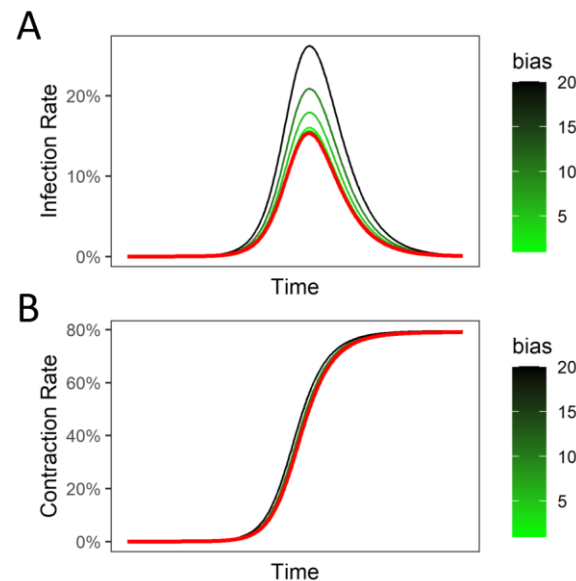 A
Infection Rate
20%
10%
0%
Time
bias
20
15
10
5
B
Contraction Rate
80%
60%
40%
20%
0%
Time
bias
20
15
10
5